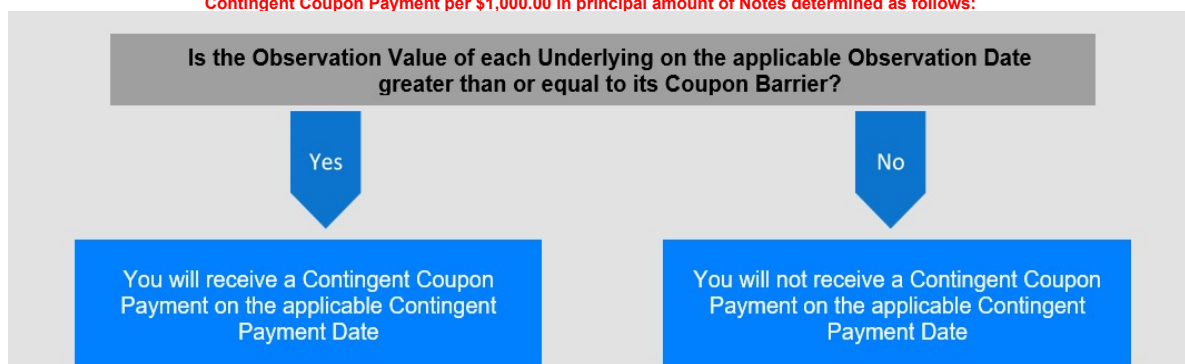 Contingent Coupon Payment per $1,000.00 in principal amount of Notes determined as follows:
Is the Observation Value of each Underlying on the applicable Observation Date
greater than or equal to its Coupon Barrier?
Yes
No
You will receive a Contingent Coupon
Payment on the applicable Contingent
Payment Date
You will not receive a Contingent Coupon
Payment on the applicable Contingent
Payment Date